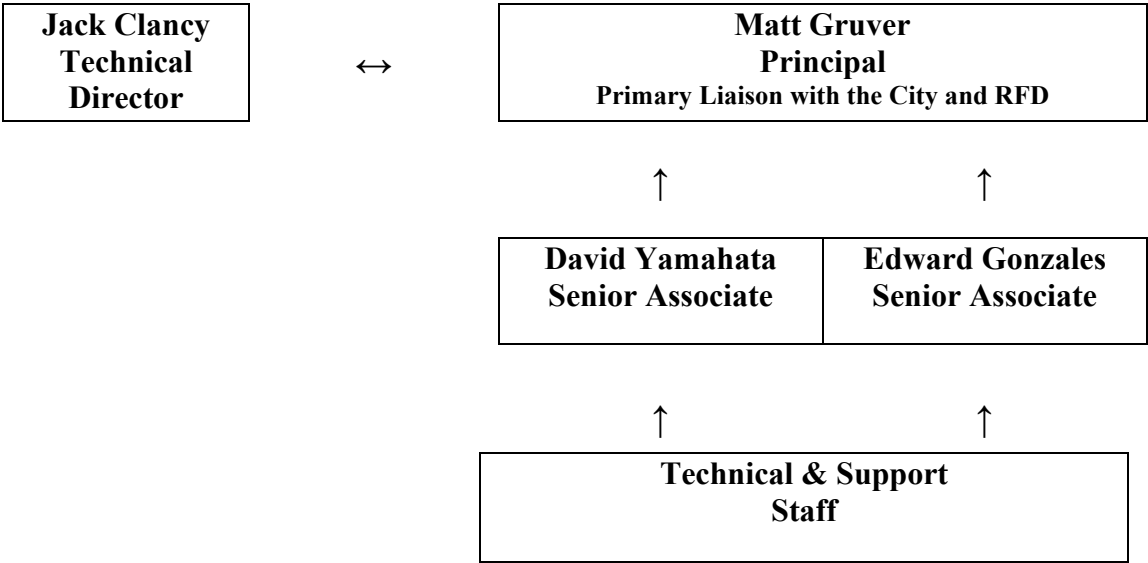 Jack Clancy
Technical
Director
↔
Matt Gruver
Principal
Primary Liaison with the City and RFD
↑ ↑
David Yamahata
Senior Associate
Edward Gonzales
Senior Associate
↑ ↑
Technical & Support
Staff